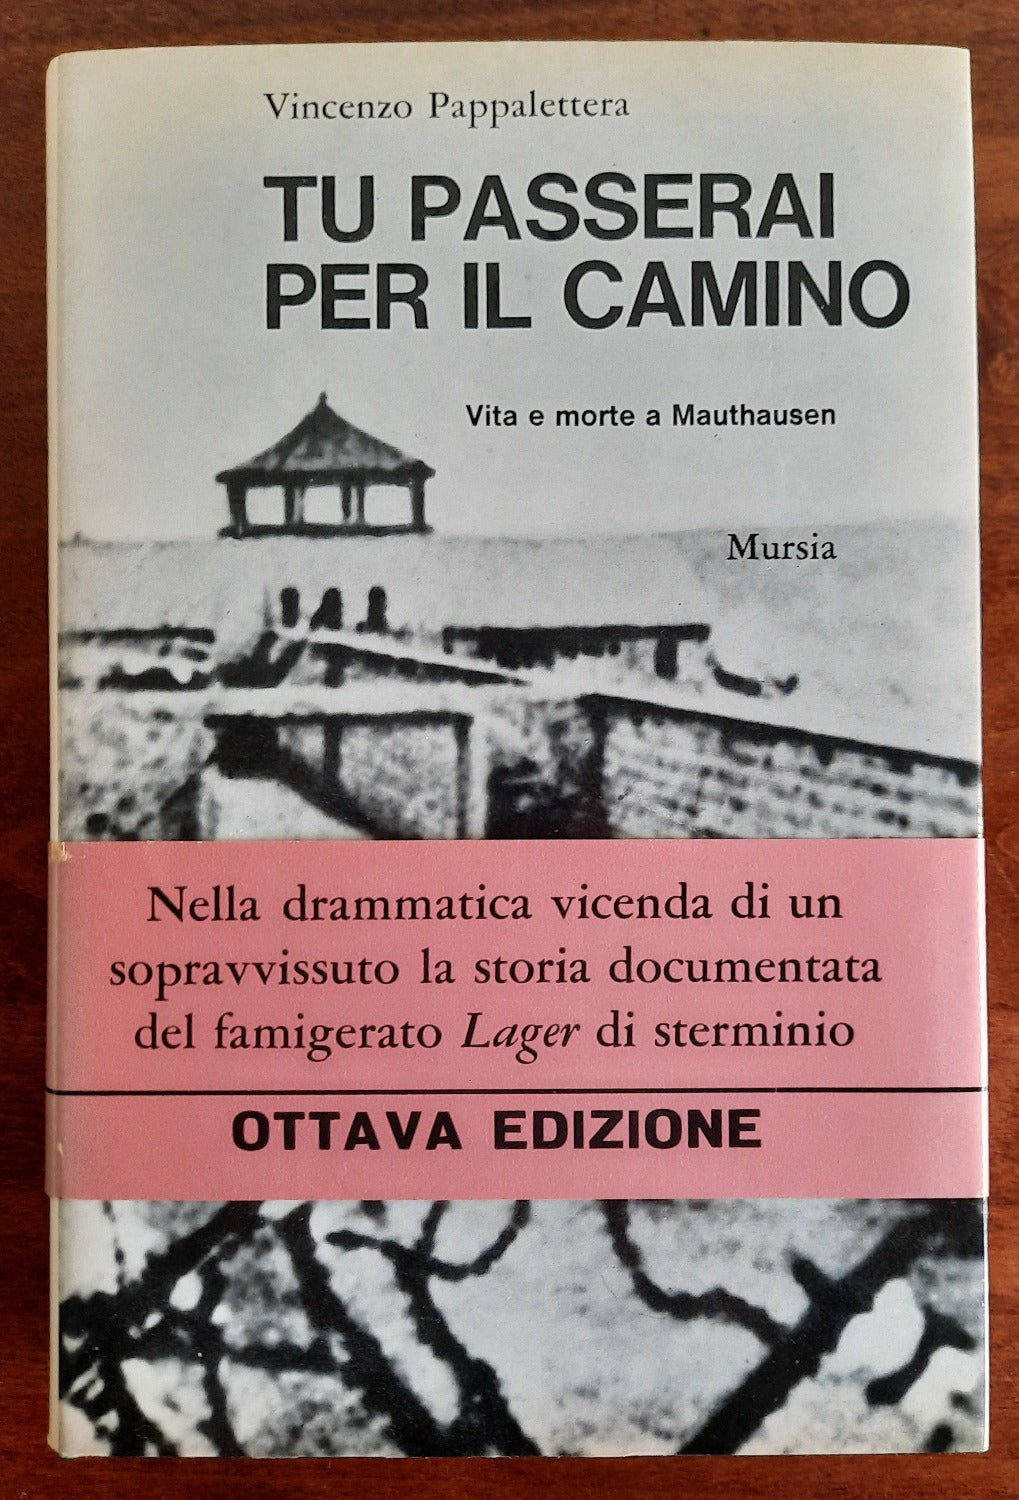 Vincenzo Pappalettera
TU PASSERAI
PER IL CAMINO
Vita e morte a Mauthausen
Mursia
Nella drammatica vicenda di un
sopravvissuto la storia documentata
del famigerato Lager di sterminio
OTTAVA EDIZIONE